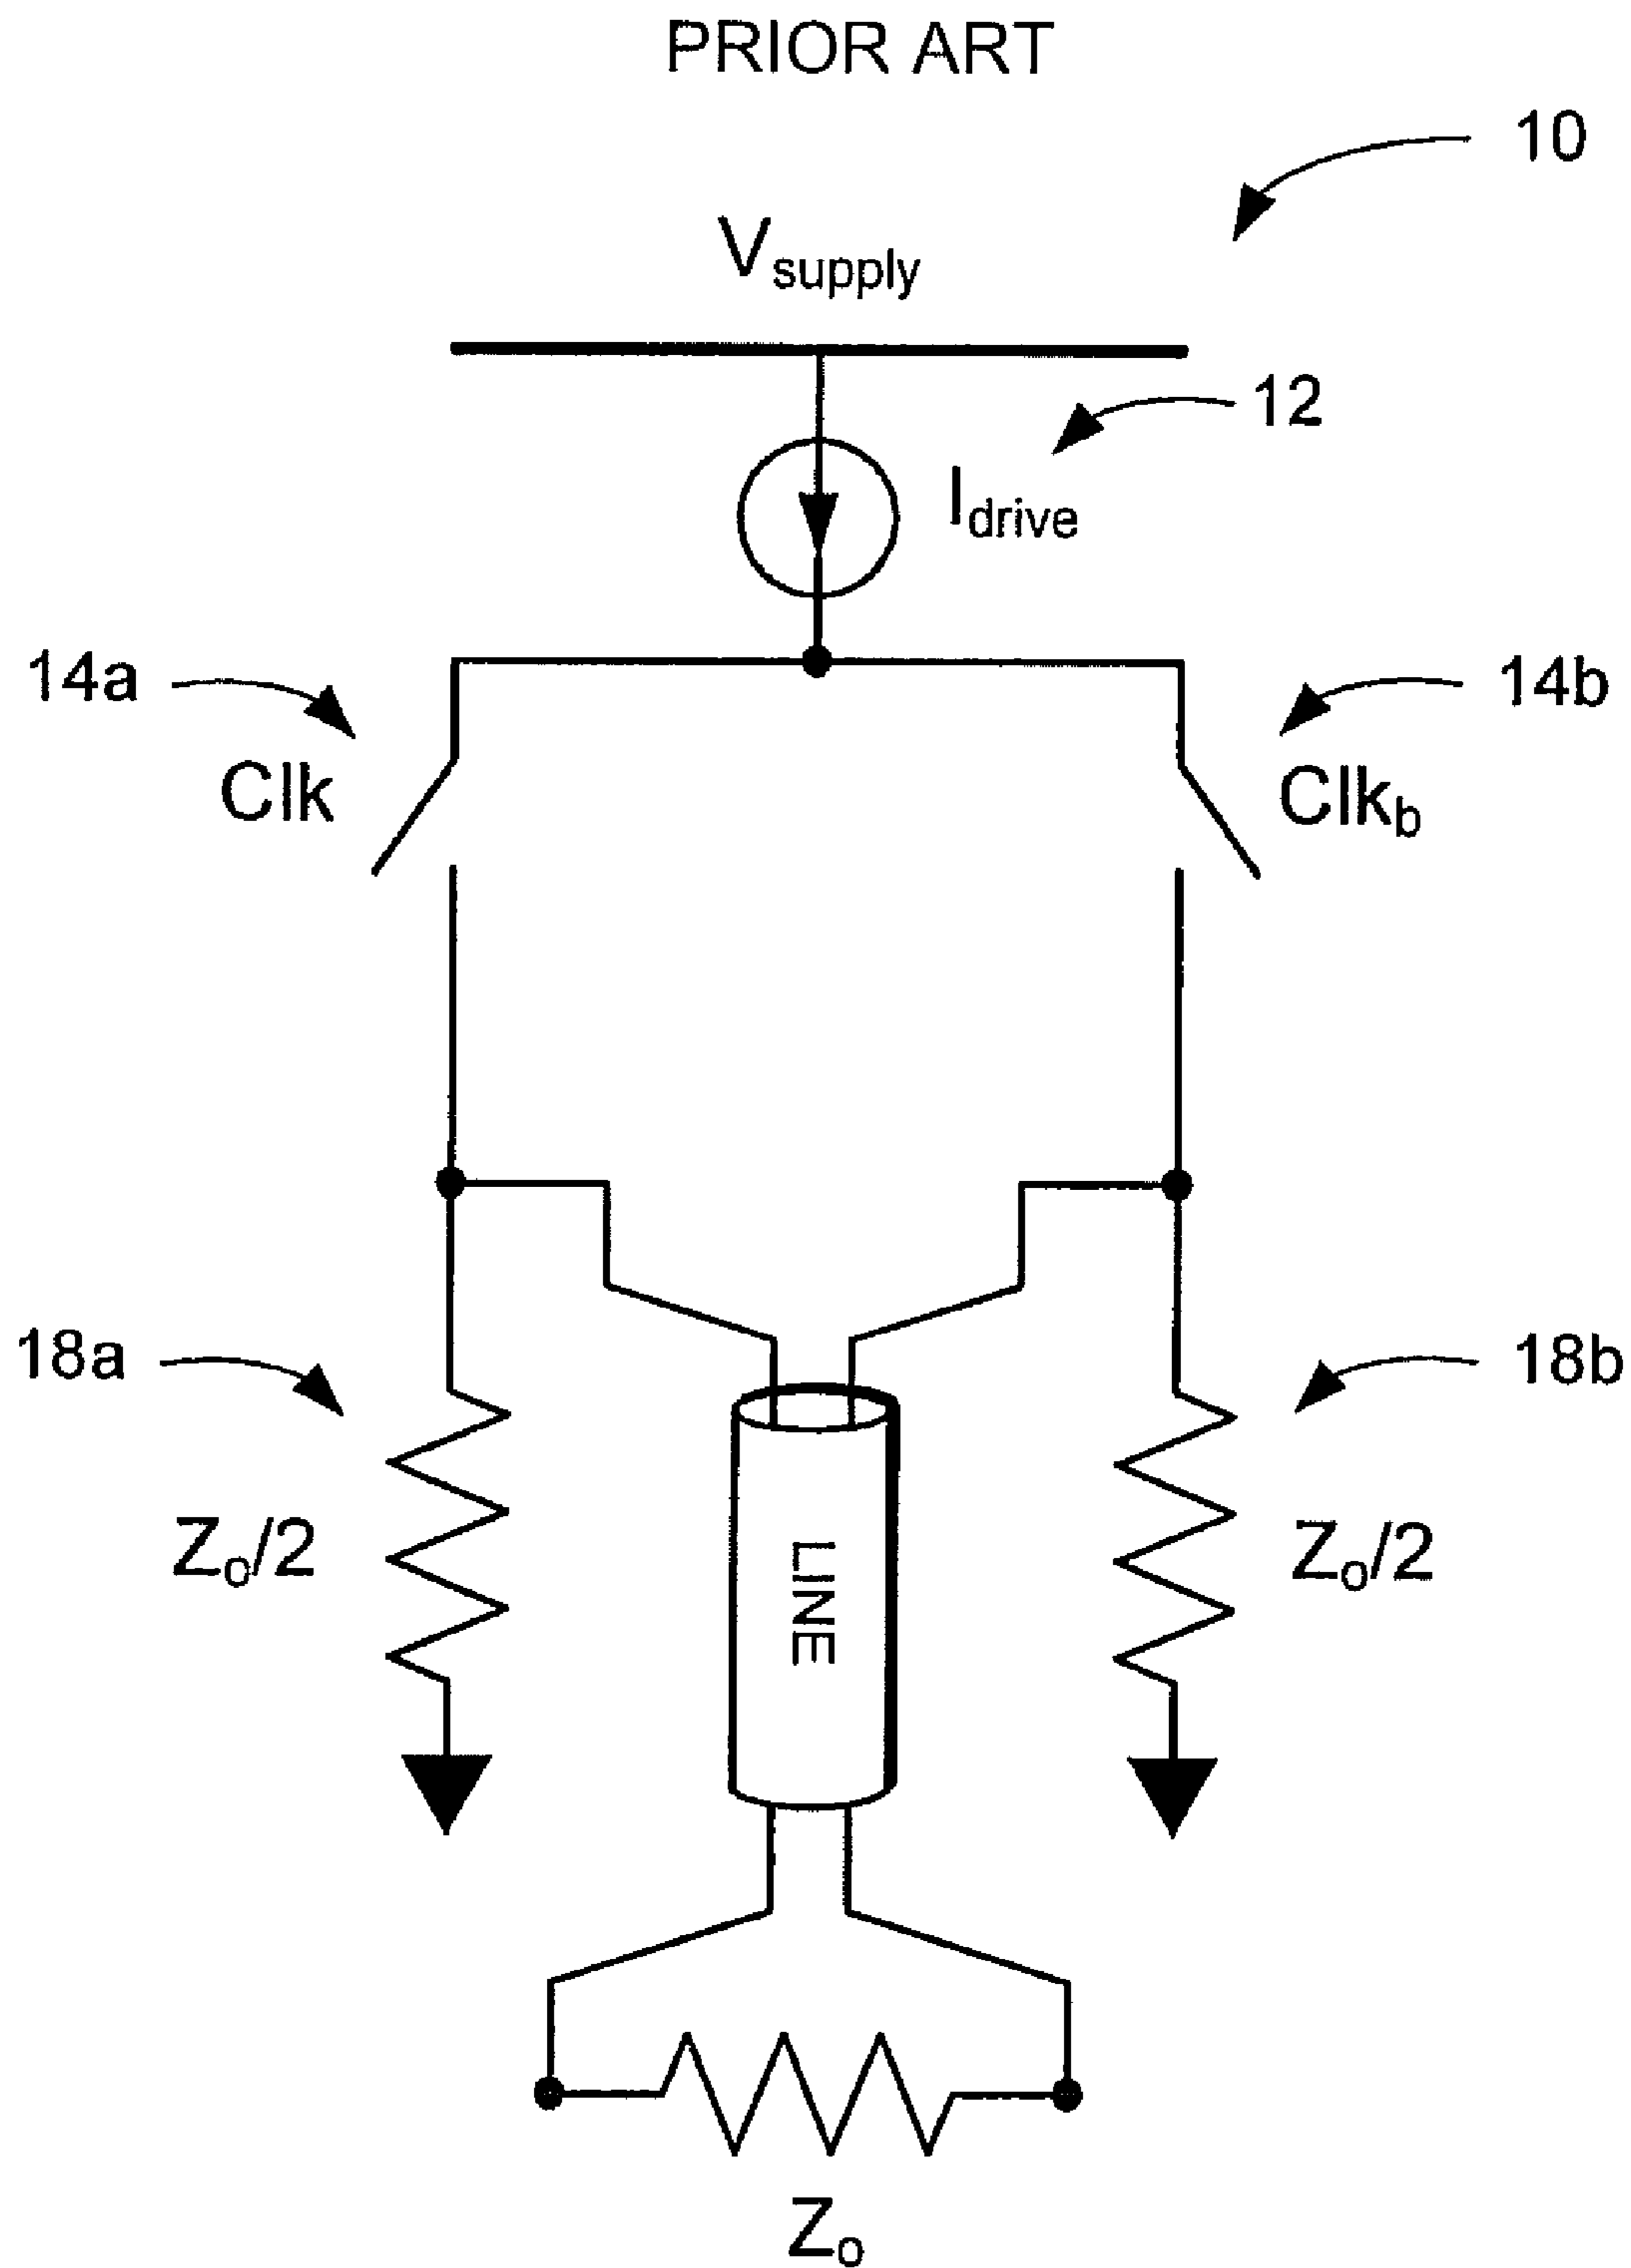 PRIOR ART
10
Vsupply
12
Idrive
14a
14b
Clk
Clkb
18a
18b
Zo/2
LINE
Zo/2
Zo